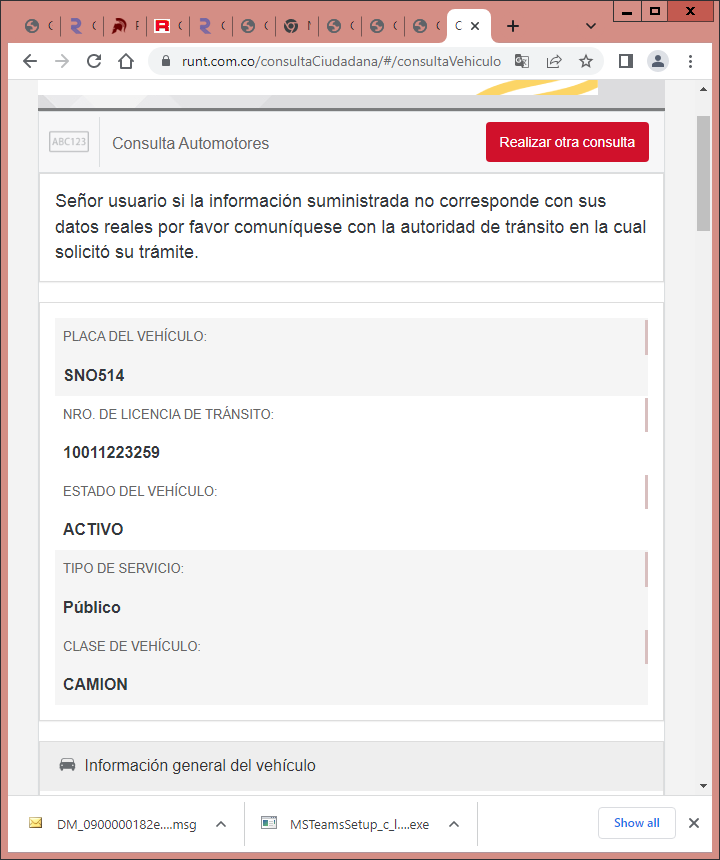 runt.com.co/consultaCiudadana/#/consultaVehiculo
ABC123
Consulta Automotores
Realizar otra consulta
Señor usuario si la información suministrada no corresponde con sus
datos reales por favor comuníquese con la autoridad de tránsito en la cual
solicitó su trámite.
PLACA DEL VEHÍCULO:
SNO514
NRO. DE LICENCIA DE TRÁNSITO:
10011223259
ESTADO DEL VEHÍCULO:
ACTIVO
TIPO DE SERVICIO:
Público
CLASE DE VEHÍCULO:
CAMION
Información general del vehículo
DM_0900000182e....msg
MSTeamsSetup_c_l....exe
Show all